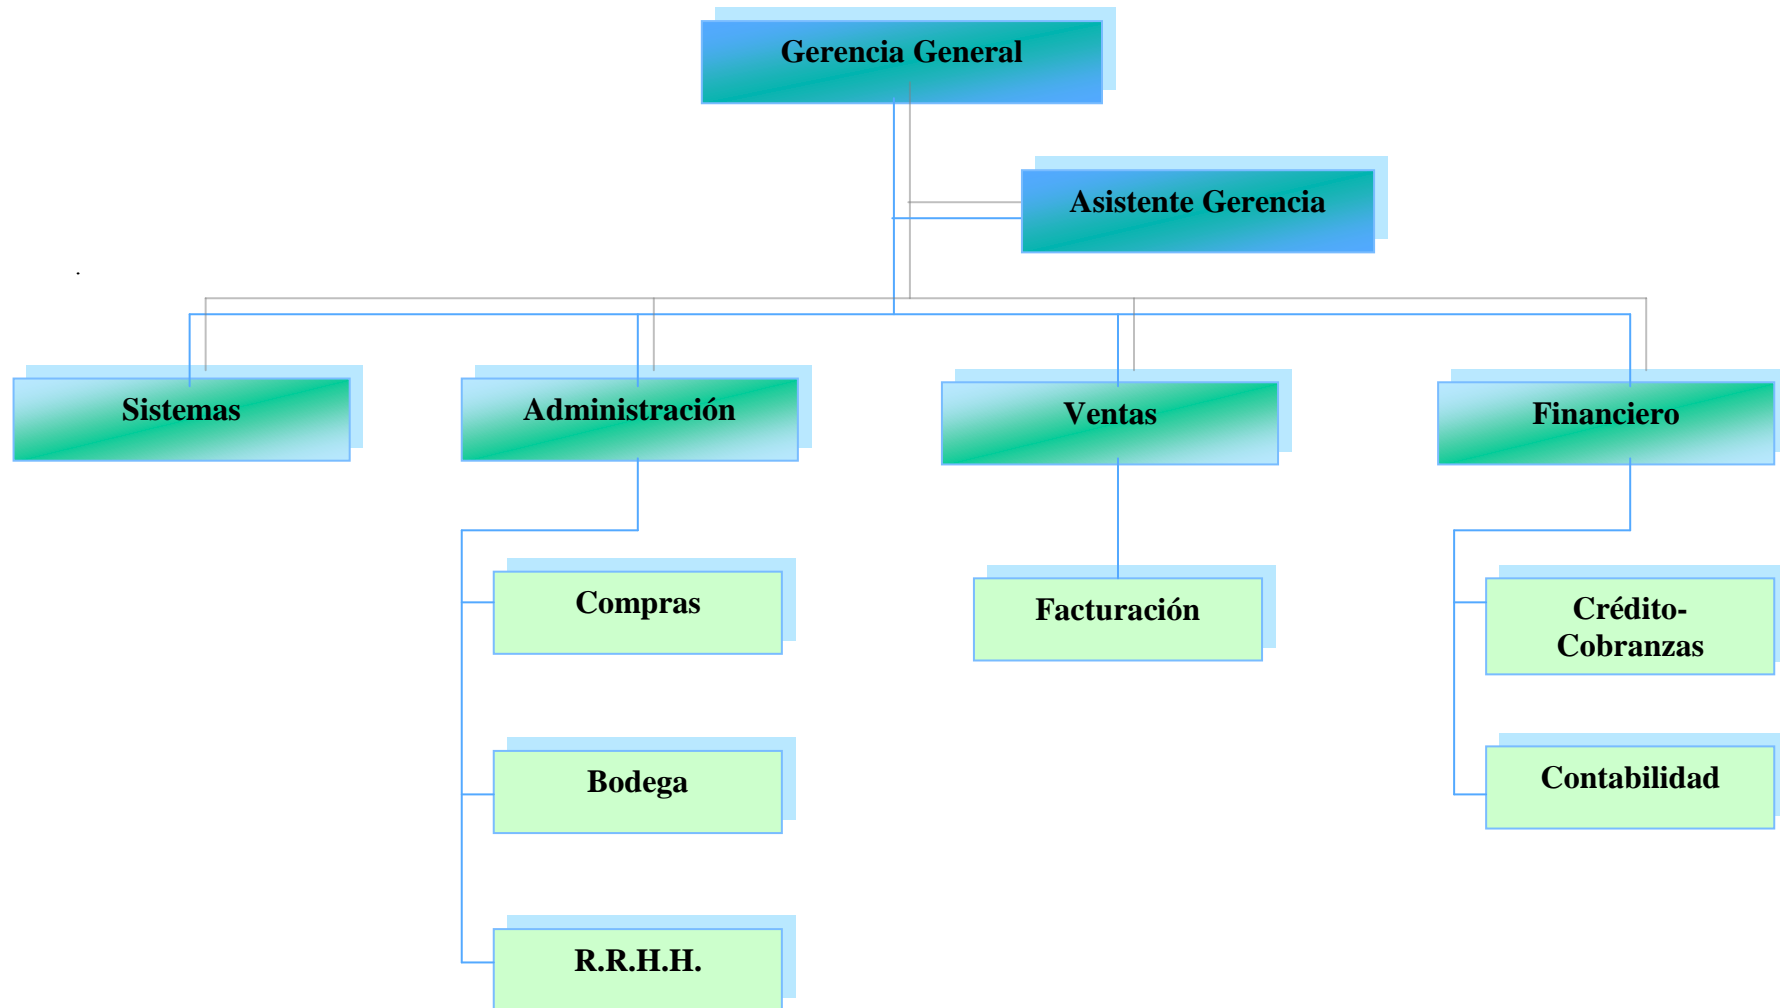 Gerencia General
Asistente Gerencia
.
Sistemas
Administración
Ventas
Financiero
Compras
Facturación
Crédito-
Cobranzas
Bodega
Contabilidad
R.R.H.H.